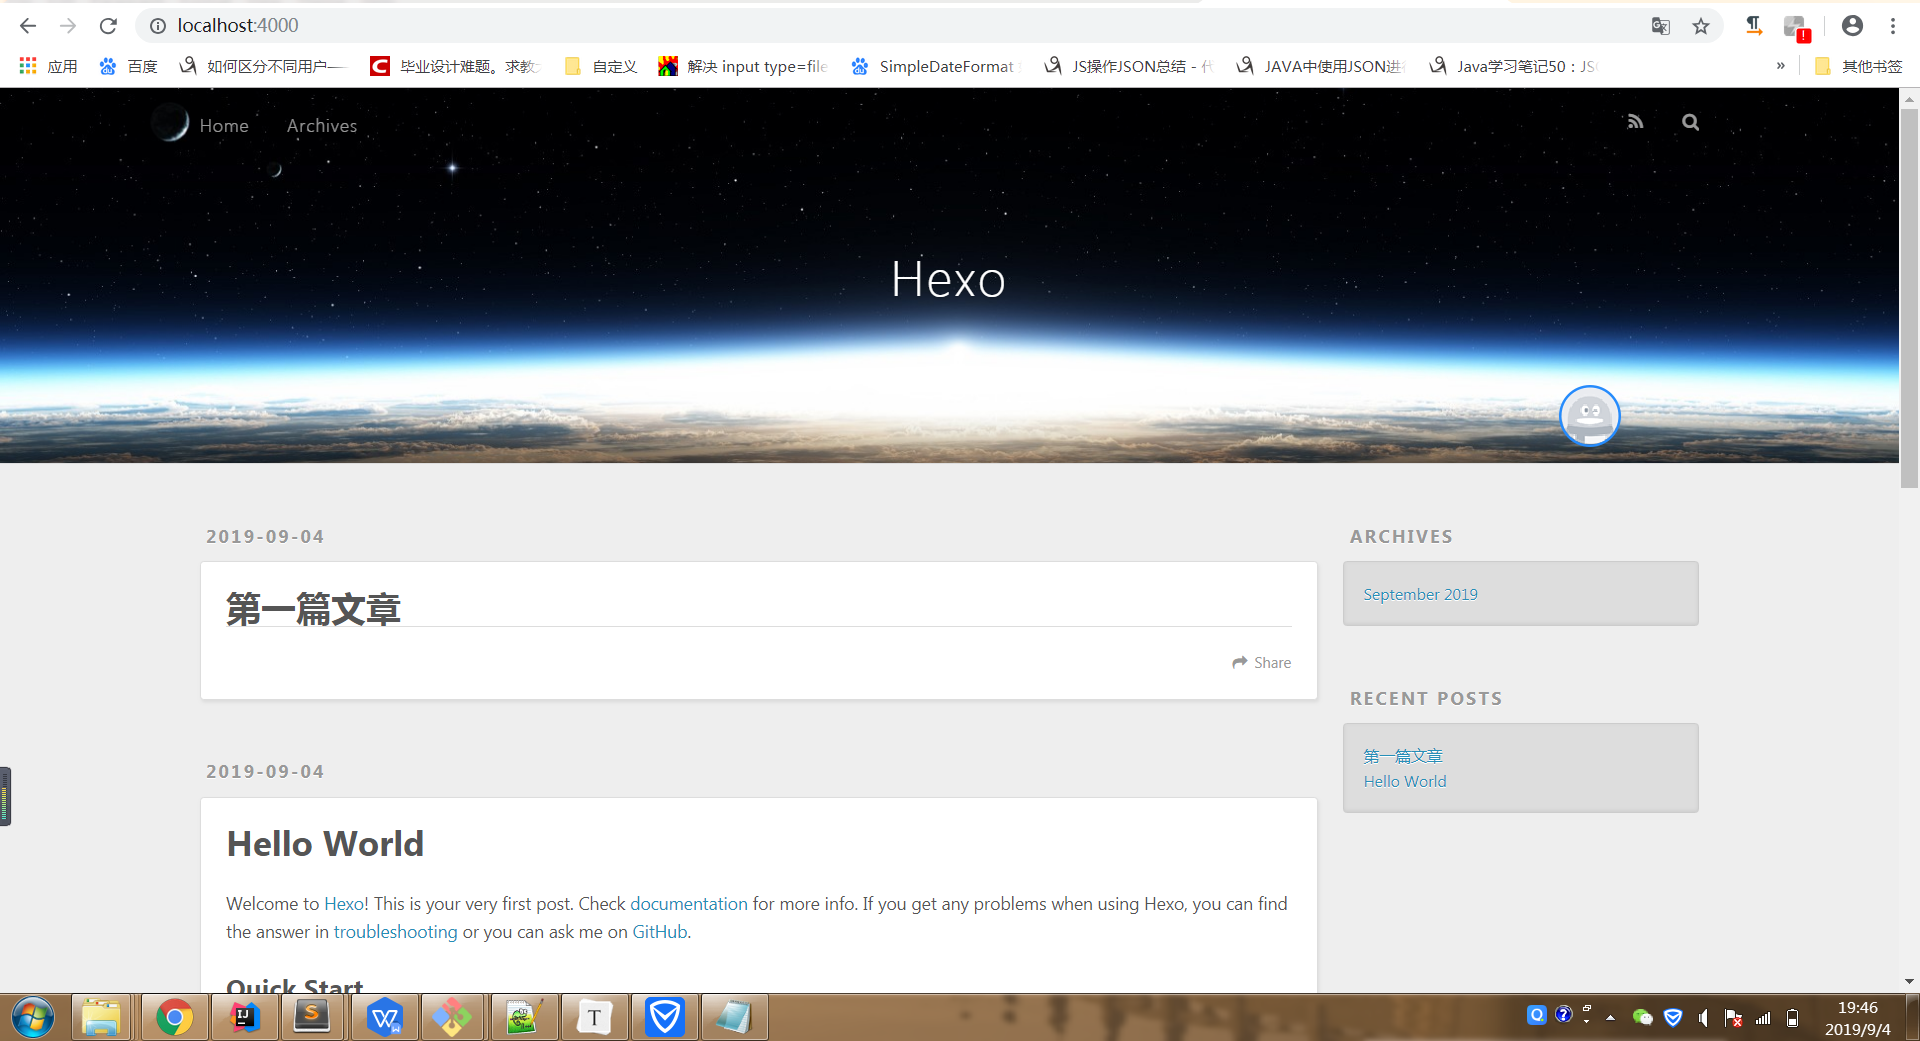 localhost:4000
应用 百度 如何区分不同用户—— 毕业设计难题。求教 自定义 解决 input type=file SimpleDateFormat JS操作JSON总结 - 代 JAVA中使用JSON进行 Java学习笔记50：JS » 其他书签
Home Archives
Hexo
2019-09-04
第一篇文章
Share
2019-09-04
Hello World
Welcome to Hexo! This is your very first post. Check documentation for more info. If you get any problems when using Hexo, you can find
the answer in troubleshooting or you can ask me on GitHub.
Quick Start
ARCHIVES
September 2019
RECENT POSTS
第一篇文章
Hello World
19:46
2019/9/4